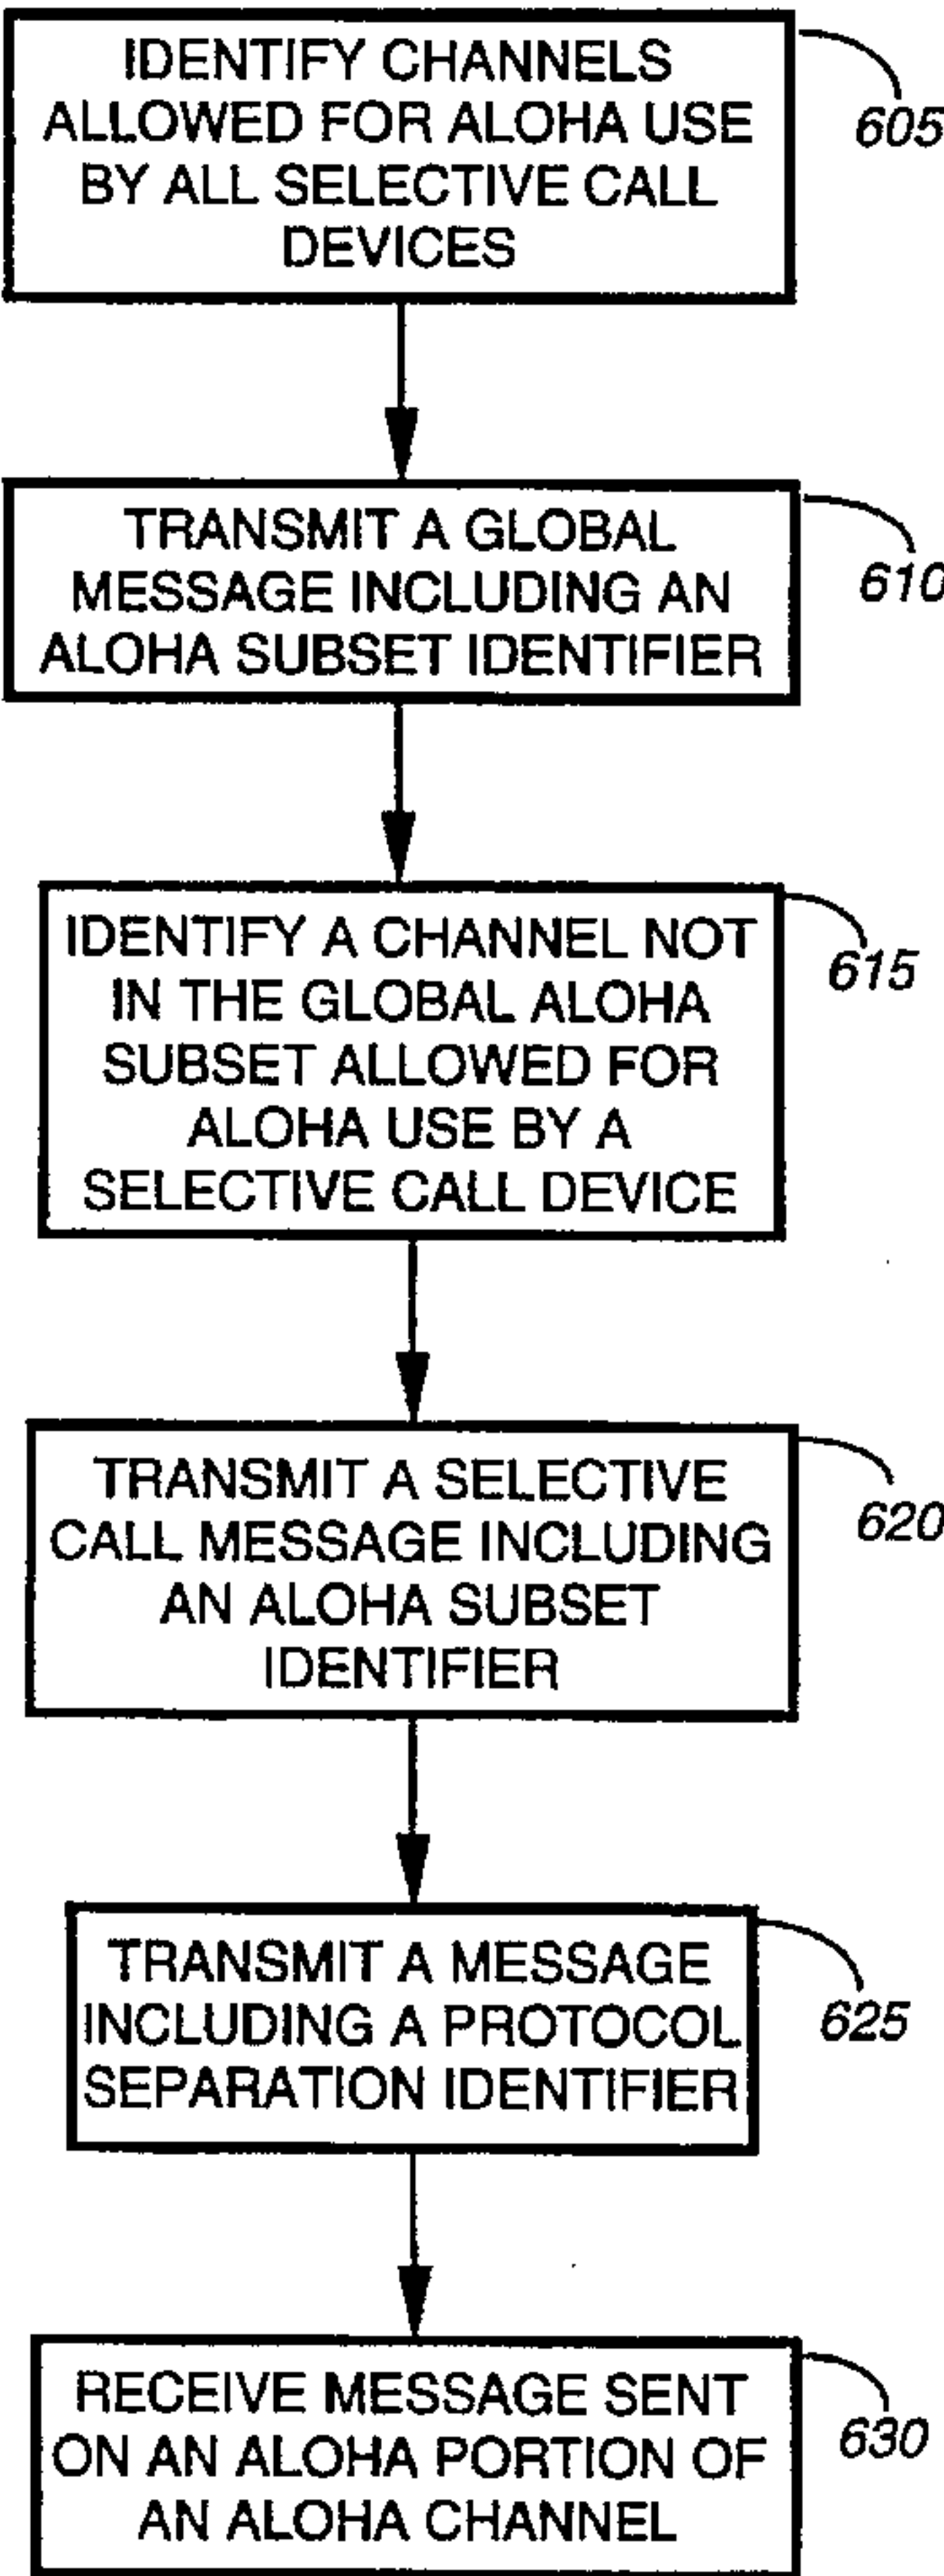 IDENTIFY CHANNELS
ALLOWED FOR ALOHA USE
BY ALL SELECTIVE CALL
DEVICES
605
TRANSMIT A GLOBAL
MESSAGE INCLUDING AN
ALOHA SUBSET IDENTIFIER
610
IDENTIFY A CHANNEL NOT
IN THE GLOBAL ALOHA
SUBSET ALLOWED FOR
ALOHA USE BY A
SELECTIVE CALL DEVICE
615
TRANSMIT A SELECTIVE
CALL MESSAGE INCLUDING
AN ALOHA SUBSET
IDENTIFIER
620
TRANSMIT A MESSAGE
INCLUDING A PROTOCOL
SEPARATION IDENTIFIER
625
RECEIVE MESSAGE SENT
ON AN ALOHA PORTION OF
AN ALOHA CHANNEL
630